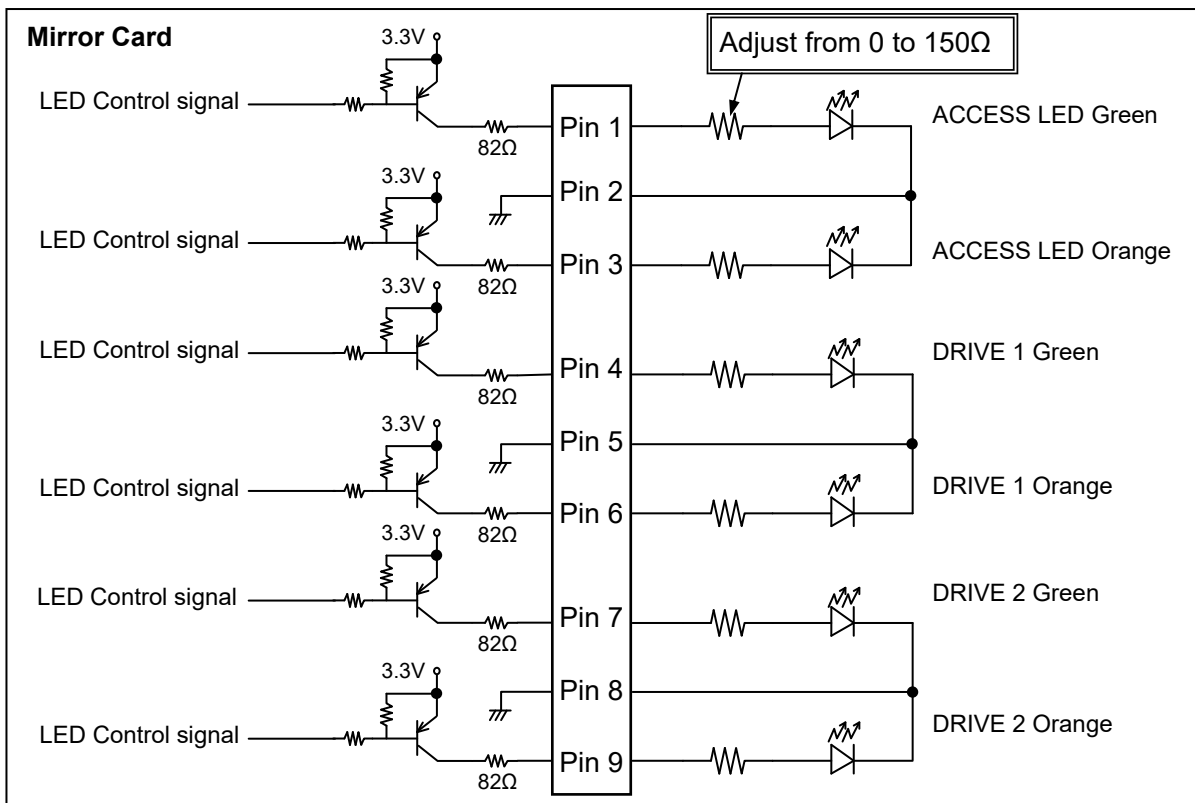 Mirror Card
3.3V
Adjust from 0 to 150Ω
LED Control signal
82Ω
Pin 1
ACCESS LED Green
3.3V
Pin 2
LED Control signal
82Ω
Pin 3
ACCESS LED Orange
3.3V
LED Control signal
82Ω
Pin 4
DRIVE 1 Green
3.3V
Pin 5
LED Control signal
82Ω
Pin 6
DRIVE 1 Orange
3.3V
LED Control signal
82Ω
Pin 7
DRIVE 2 Green
3.3V
Pin 8
LED Control signal
82Ω
Pin 9
DRIVE 2 Orange